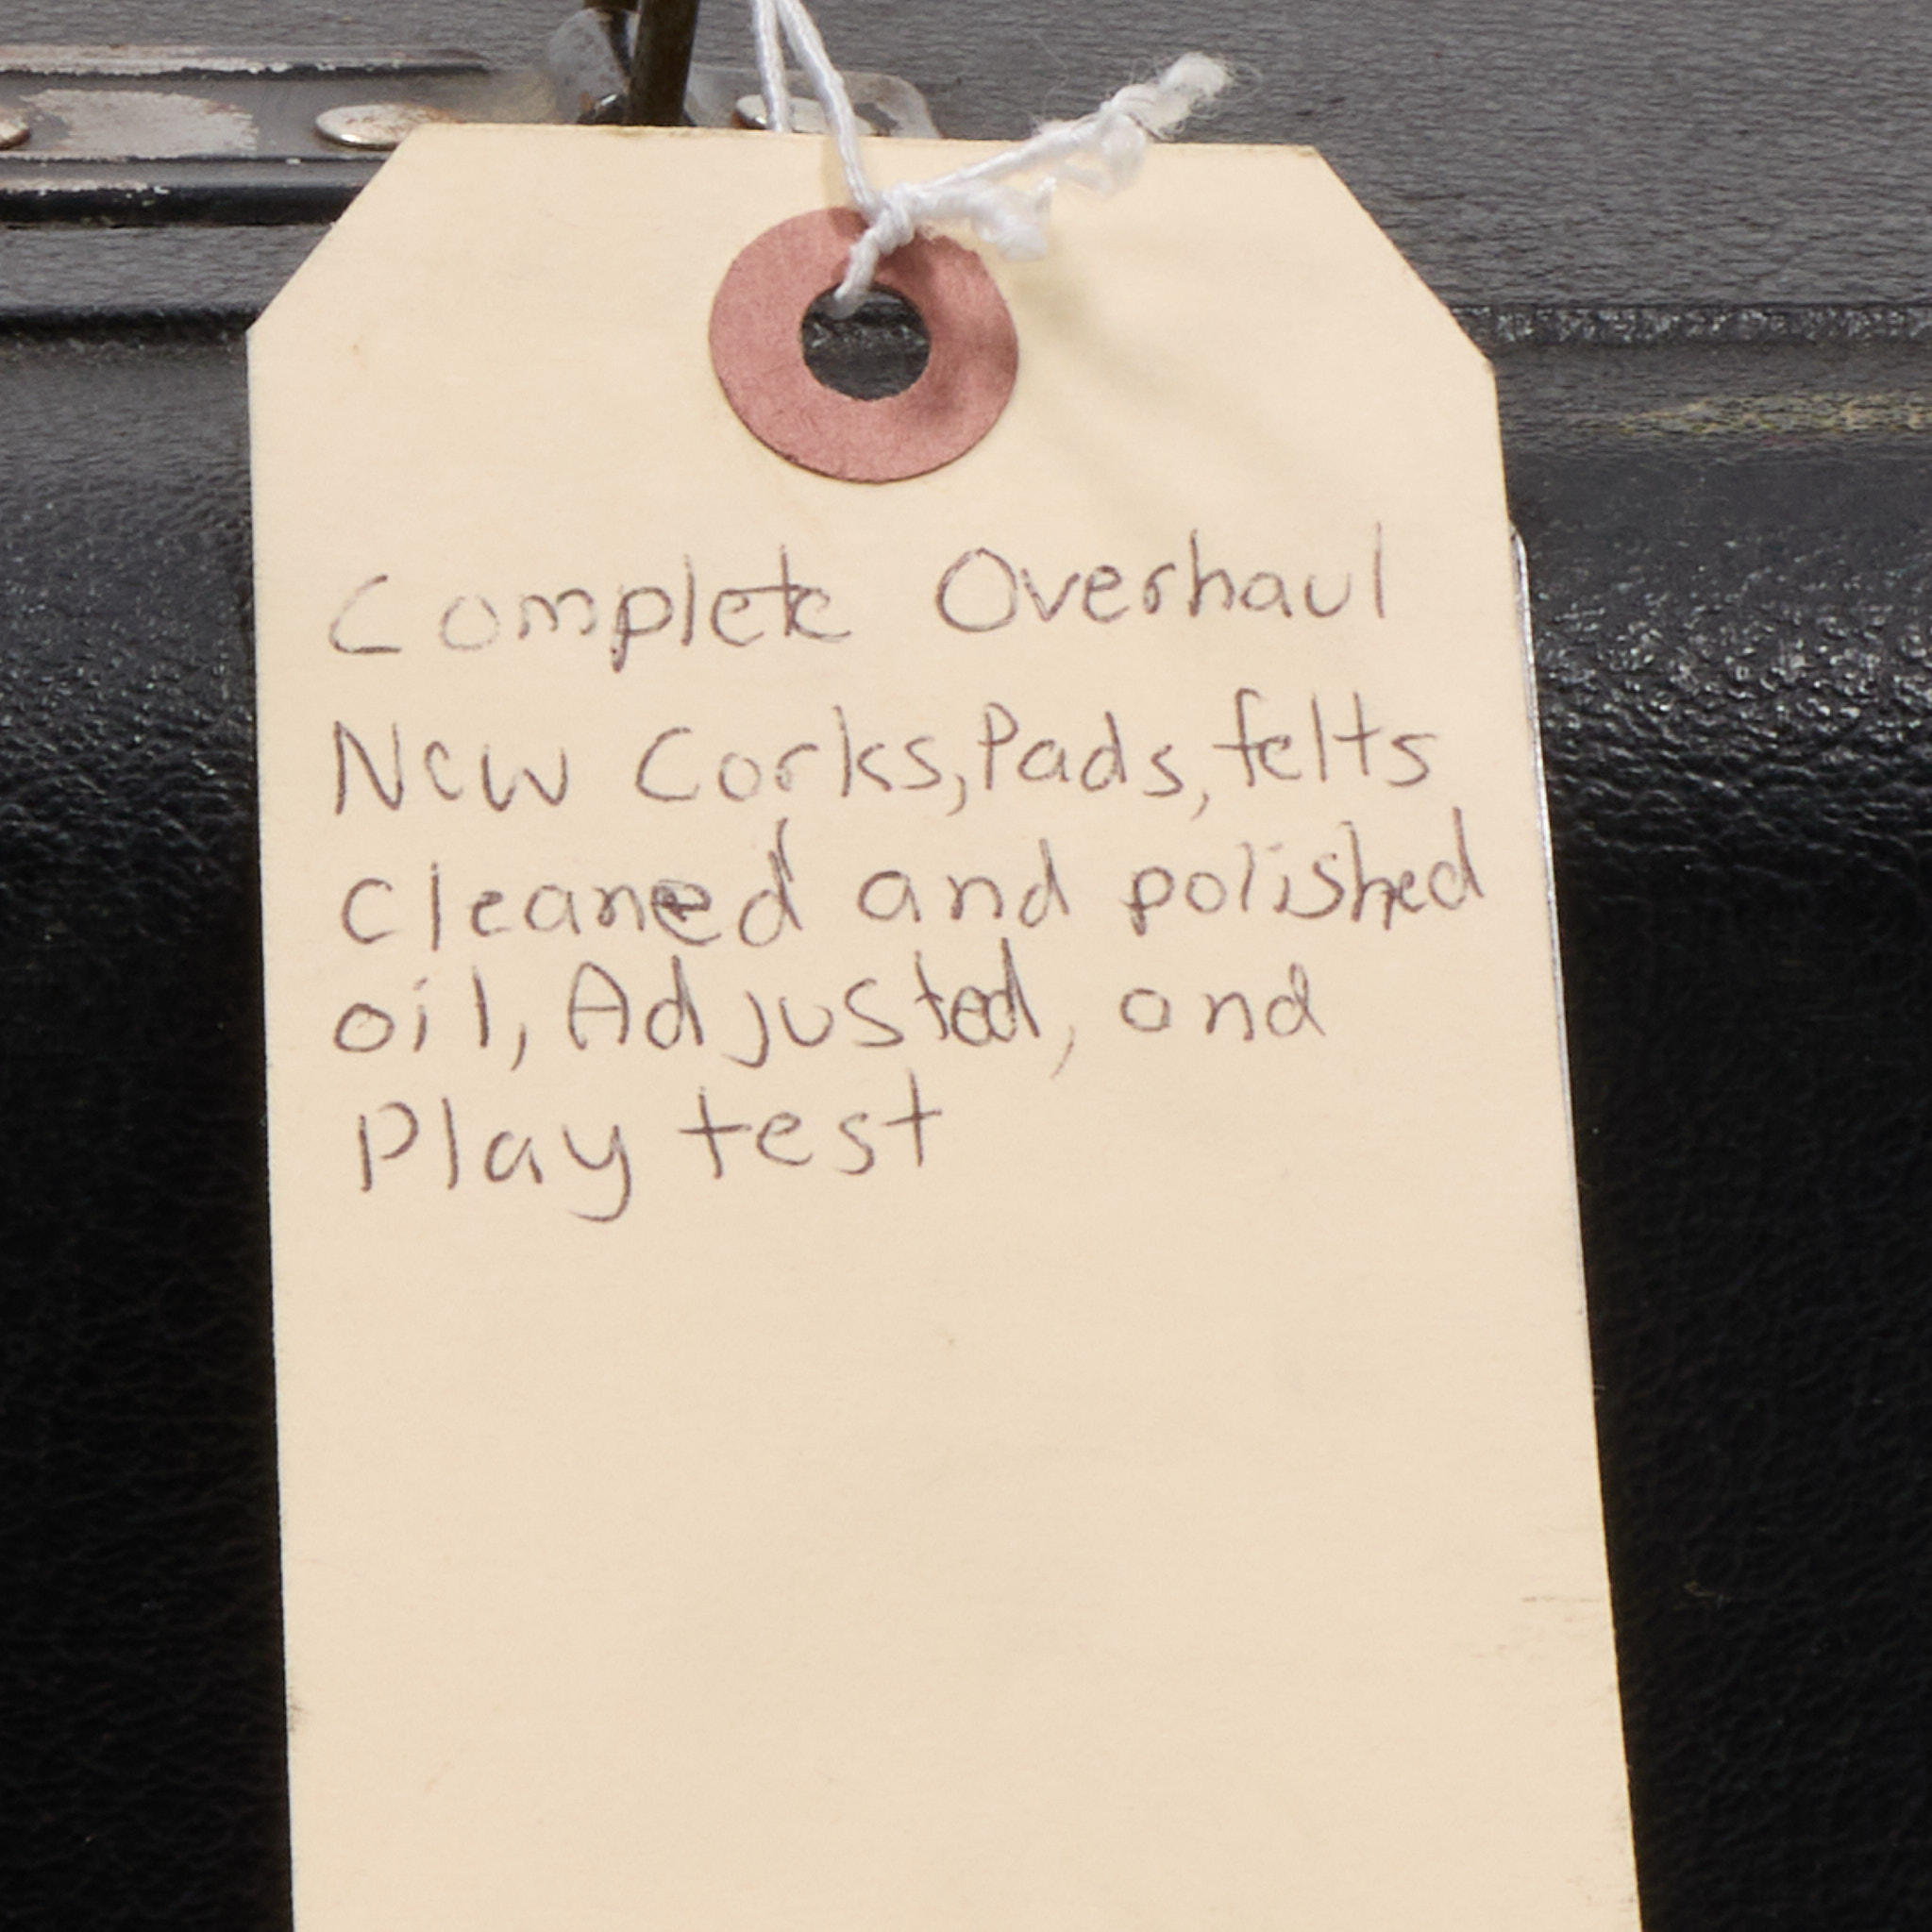 Complete Overhaul
New Corks, Pads, felts
cleaned and polished
oil, Adjusted, and
Play test